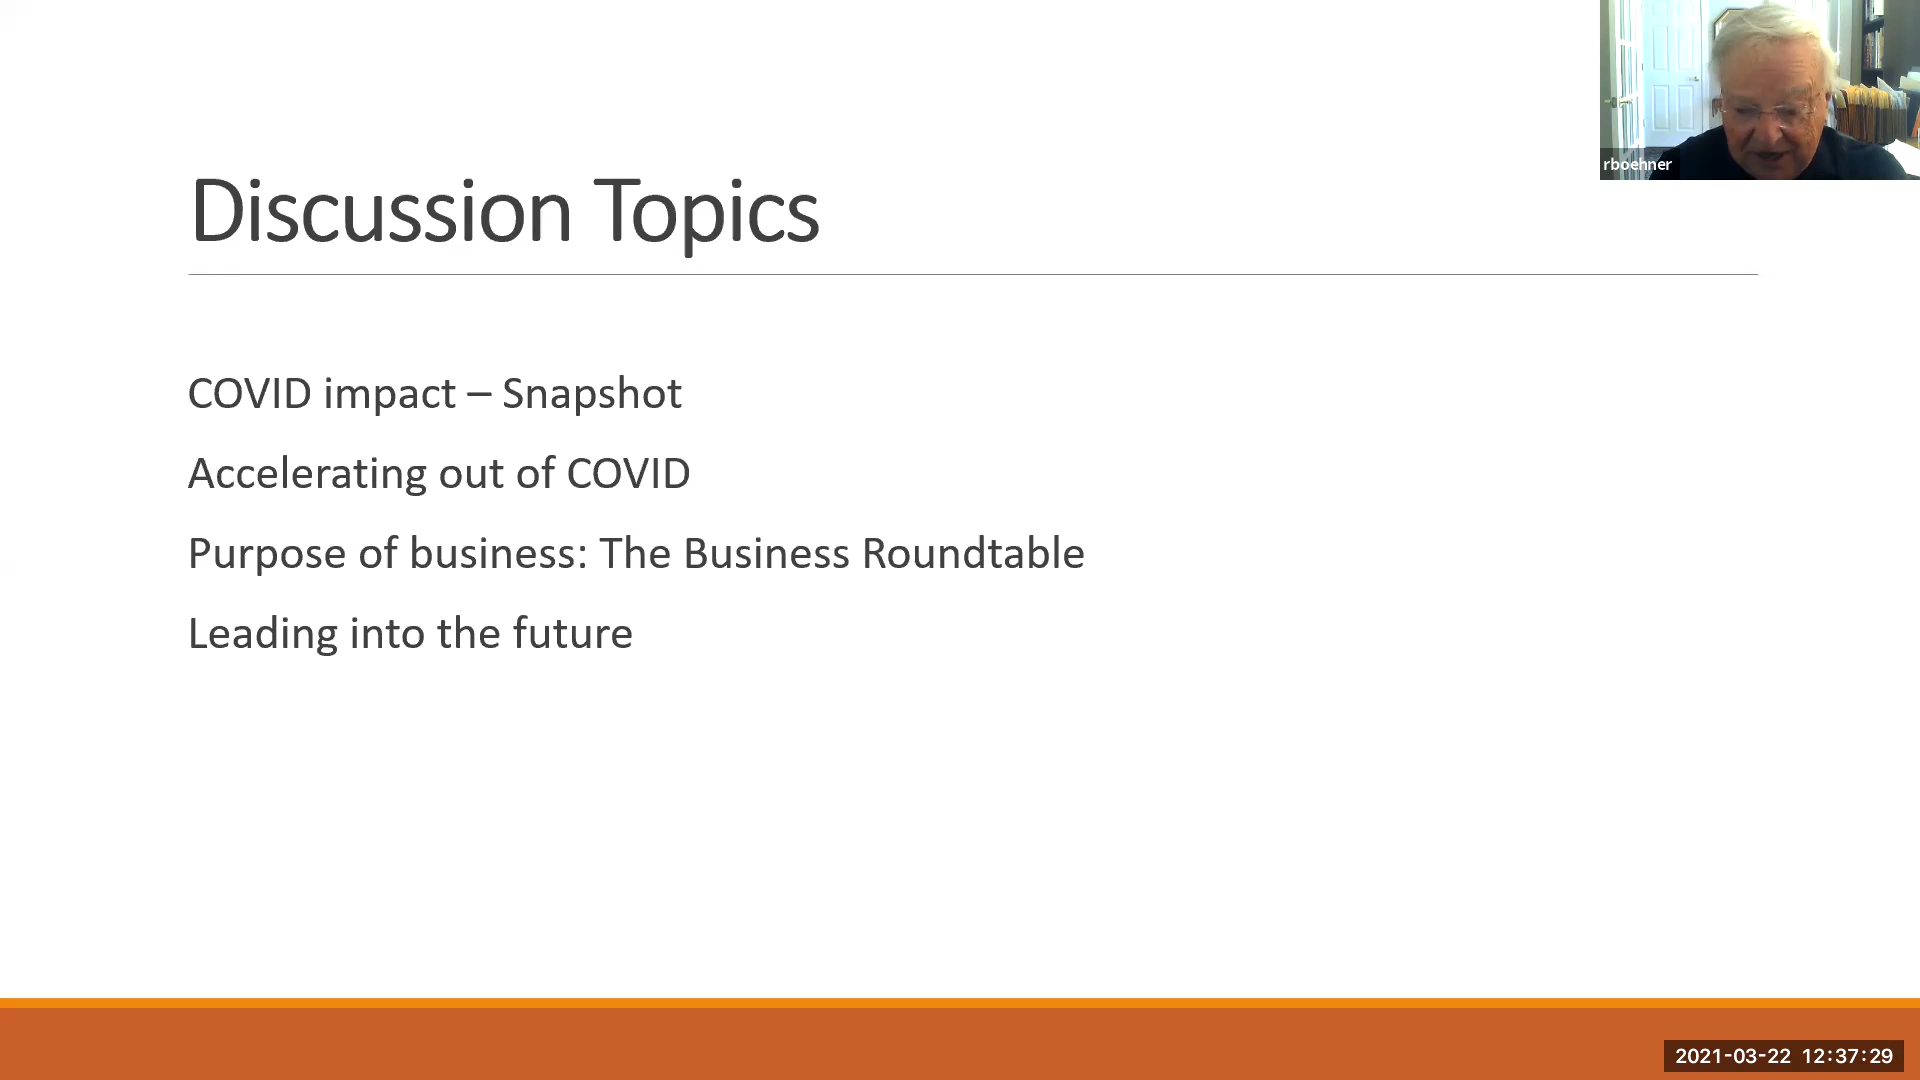 rboehner
Discussion Topics
COVID impact – Snapshot
Accelerating out of COVID
Purpose of business: The Business Roundtable
Leading into the future
2021-03-22 12:37:29